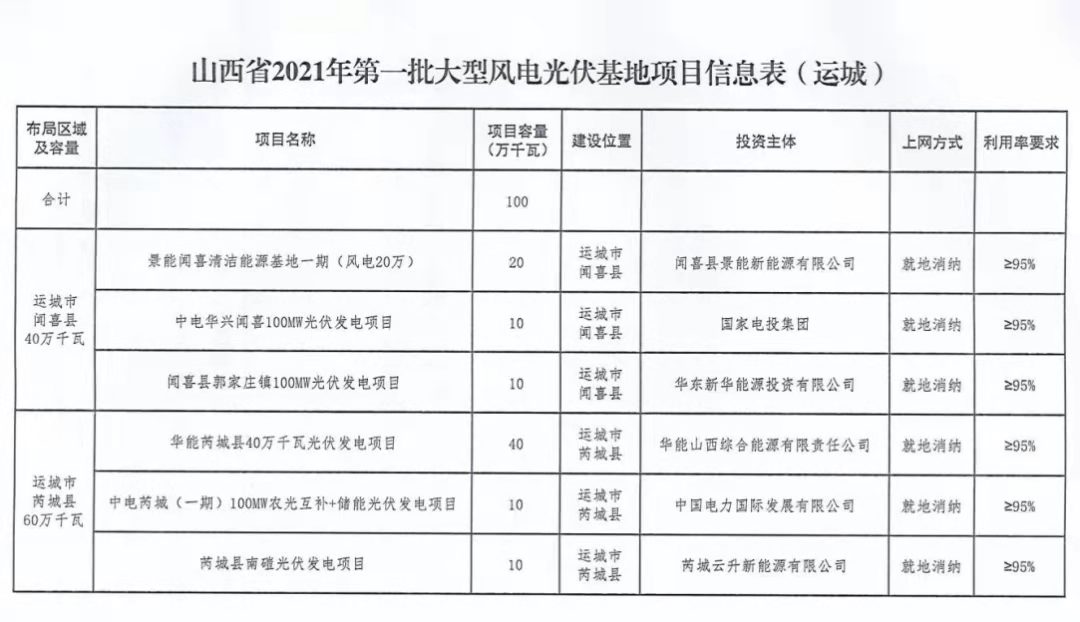 山西省2021年第一批大型风电光伏基地项目信息表（运城）
布局区域及容量 项目名称 项目容量（万千瓦） 建设位置 投资主体 上网方式 利用率要求
合计 100
运城市闻喜县40万千瓦 景能闻喜清洁能源基地一期（风电20万） 20 运城市闻喜县 闻喜县景能新能源有限公司 就地消纳 ≥95%
中电华兴闻喜100MW光伏发电项目 10 运城市闻喜县 国家电投集团 就地消纳 ≥95%
闻喜县郭家庄镇100MW光伏发电项目 10 运城市闻喜县 华东新华能源投资有限公司 就地消纳 ≥95%
运城市芮城县60万千瓦 华能芮城县40万千瓦光伏发电项目 40 运城市芮城县 华能山西综合能源有限责任公司 就地消纳 ≥95%
中电芮城（一期）100MW农光互补+储能光伏发电项目 10 运城市芮城县 中国电力国际发展有限公司 就地消纳 ≥95%
芮城县南磑光伏发电项目 10 运城市芮城县 芮城云升新能源有限公司 就地消纳 ≥95%